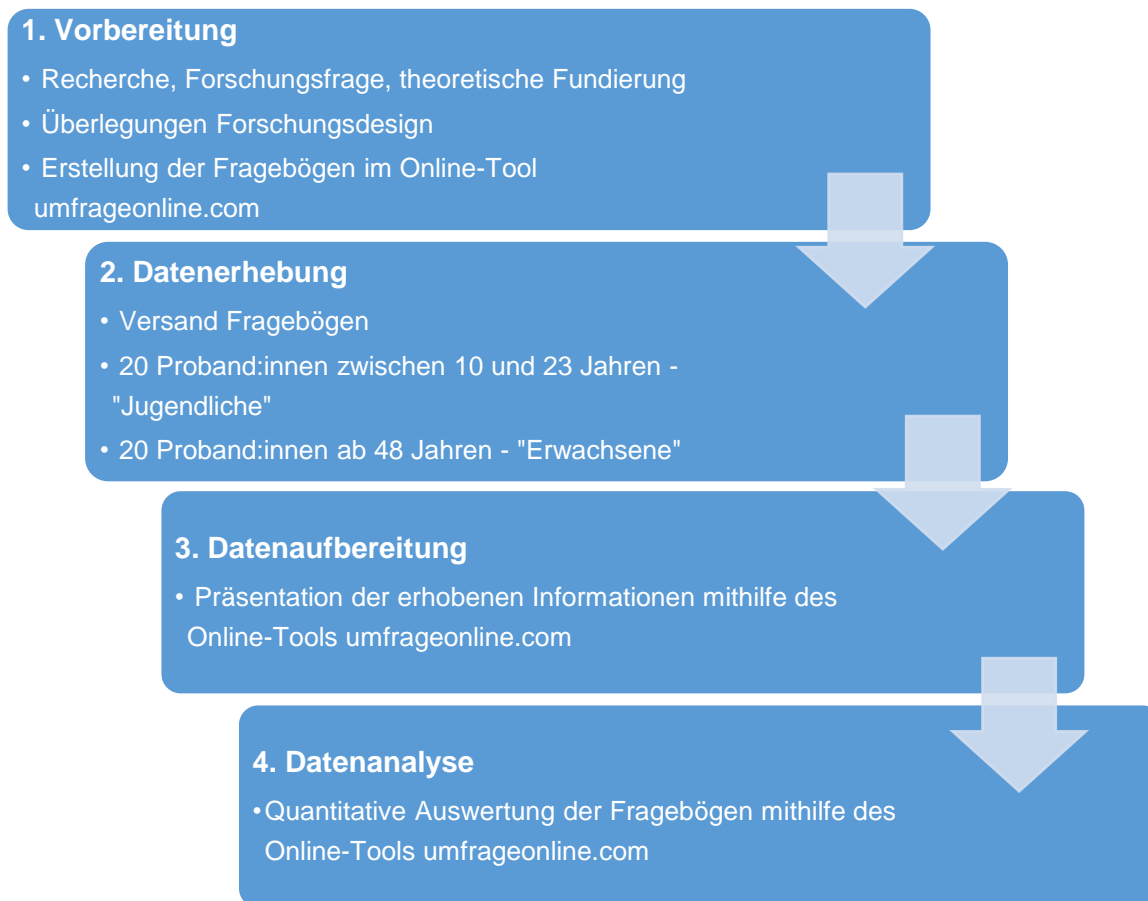 1. Vorbereitung
• Recherche, Forschungsfrage, theoretische Fundierung
• Überlegungen Forschungsdesign
• Erstellung der Fragebögen im Online-Tool
umfrageonline.com
2. Datenerhebung
• Versand Fragebögen
• 20 Proband:innen zwischen 10 und 23 Jahren -
"Jugendliche"
• 20 Proband:innen ab 48 Jahren - "Erwachsene"
3. Datenaufbereitung
• Präsentation der erhobenen Informationen mithilfe des
Online-Tools umfrageonline.com
4. Datenanalyse
• Quantitative Auswertung der Fragebögen mithilfe des
Online-Tools umfrageonline.com